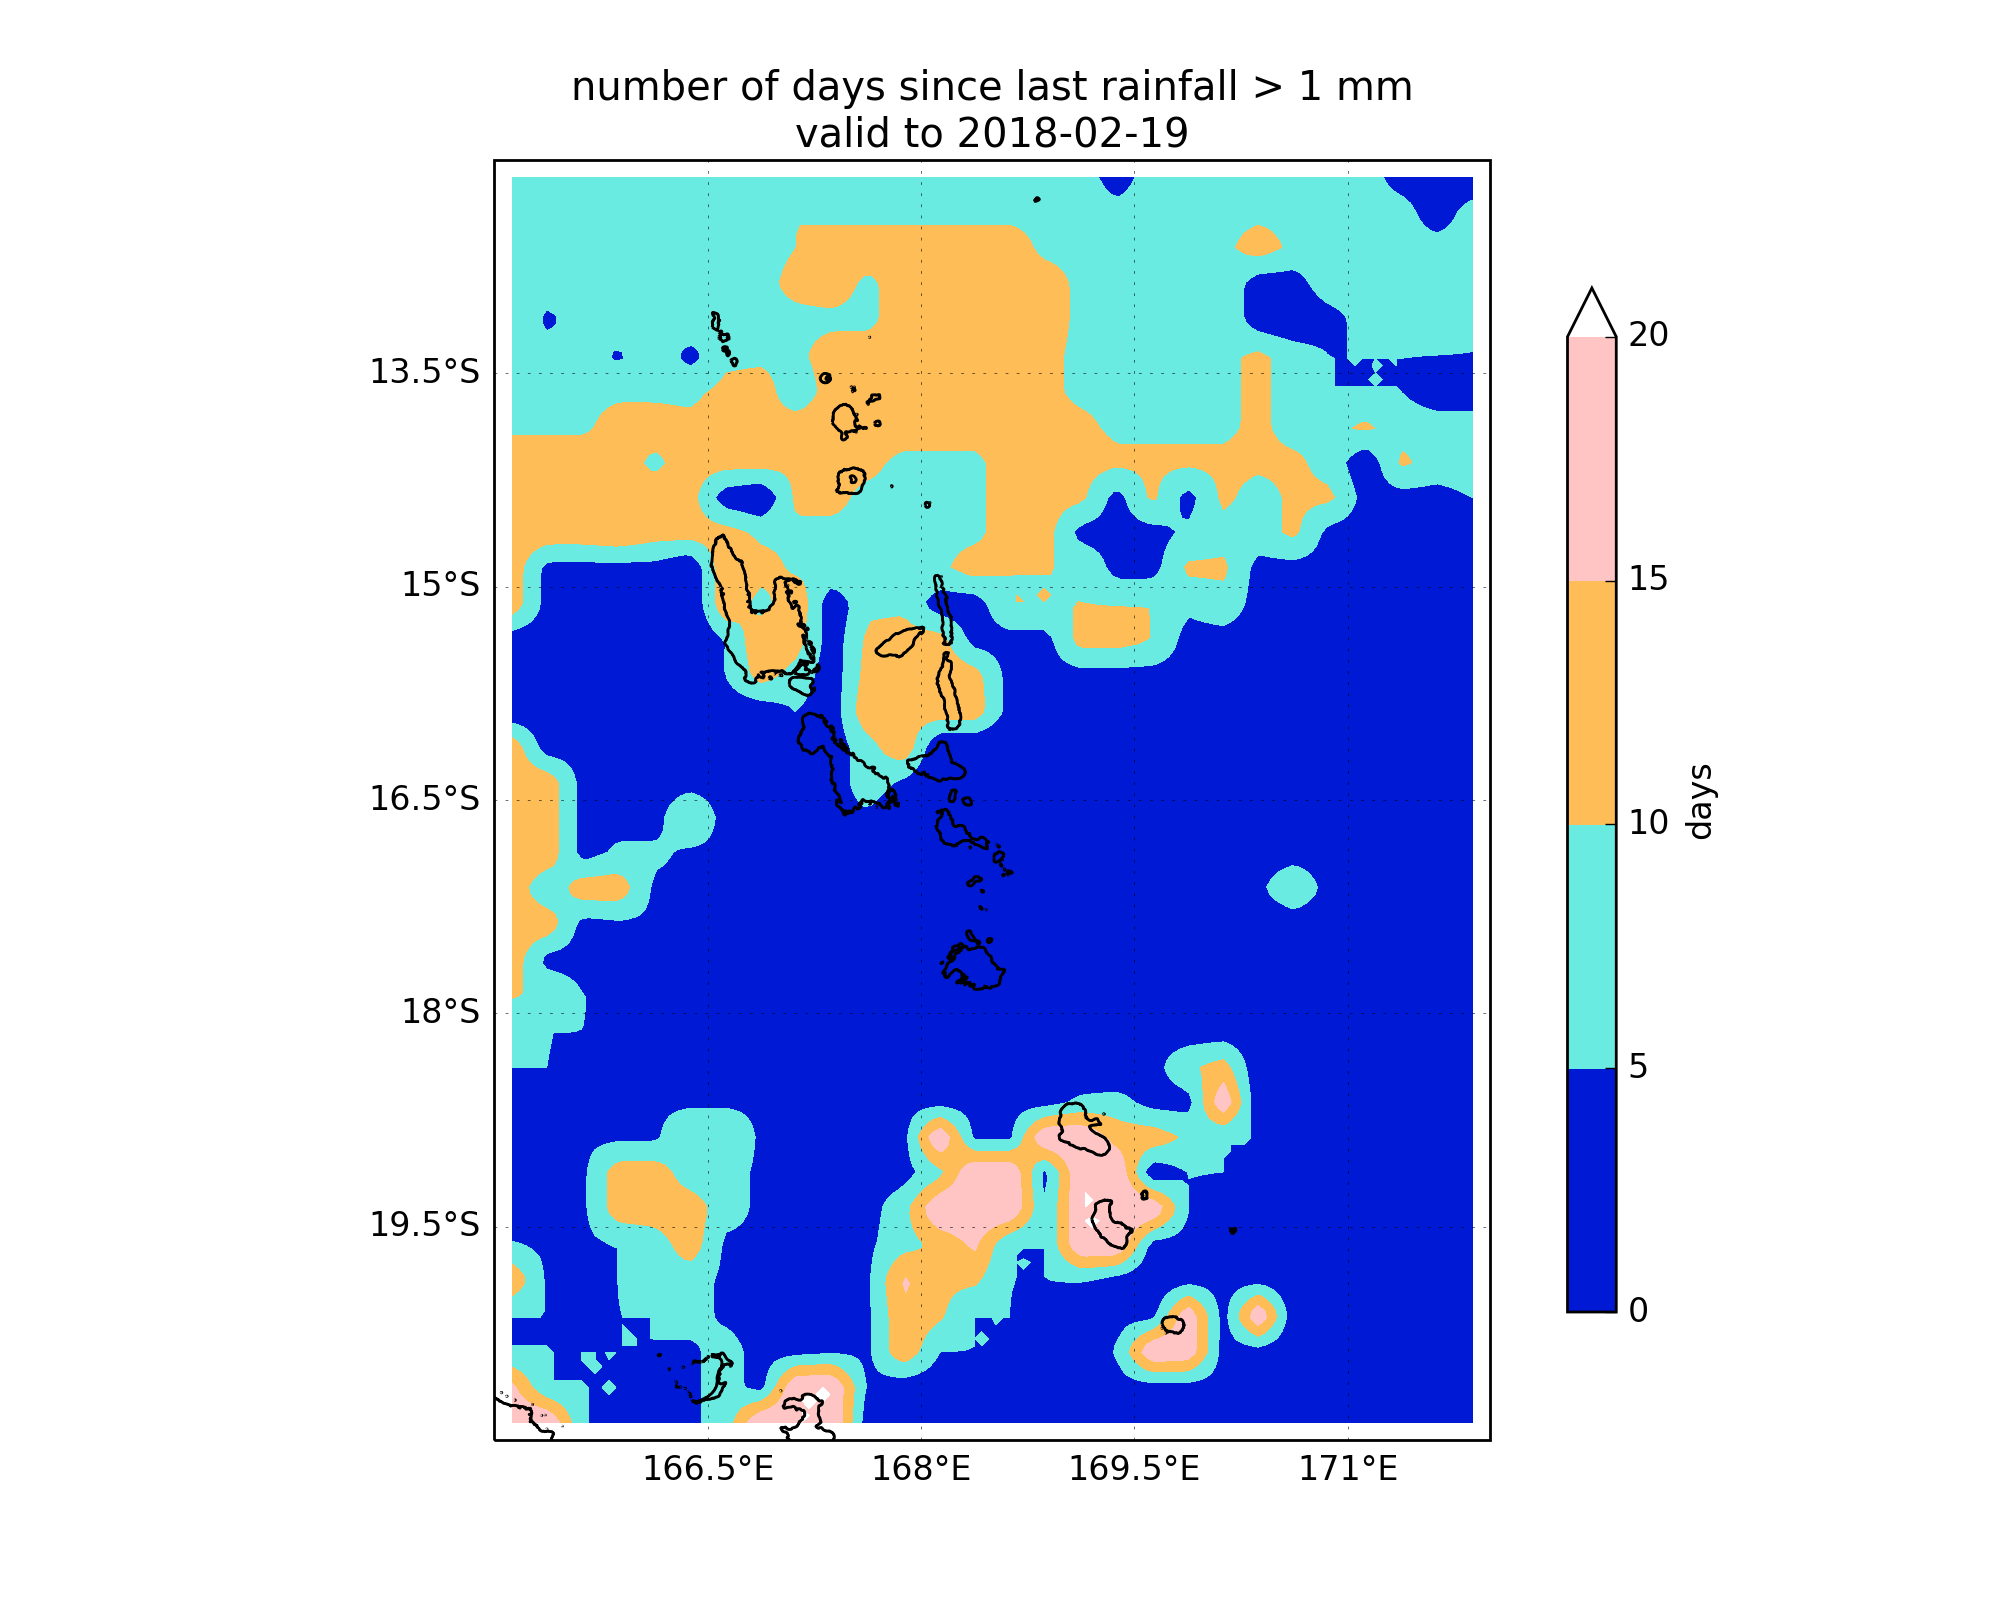 number of days since last rainfall > 1 mm
valid to 2018-02-19
13.5°S
15°S
16.5°S
18°S
19.5°S
166.5°E
168°E
169.5°E
171°E
20
15
10
5
0
days